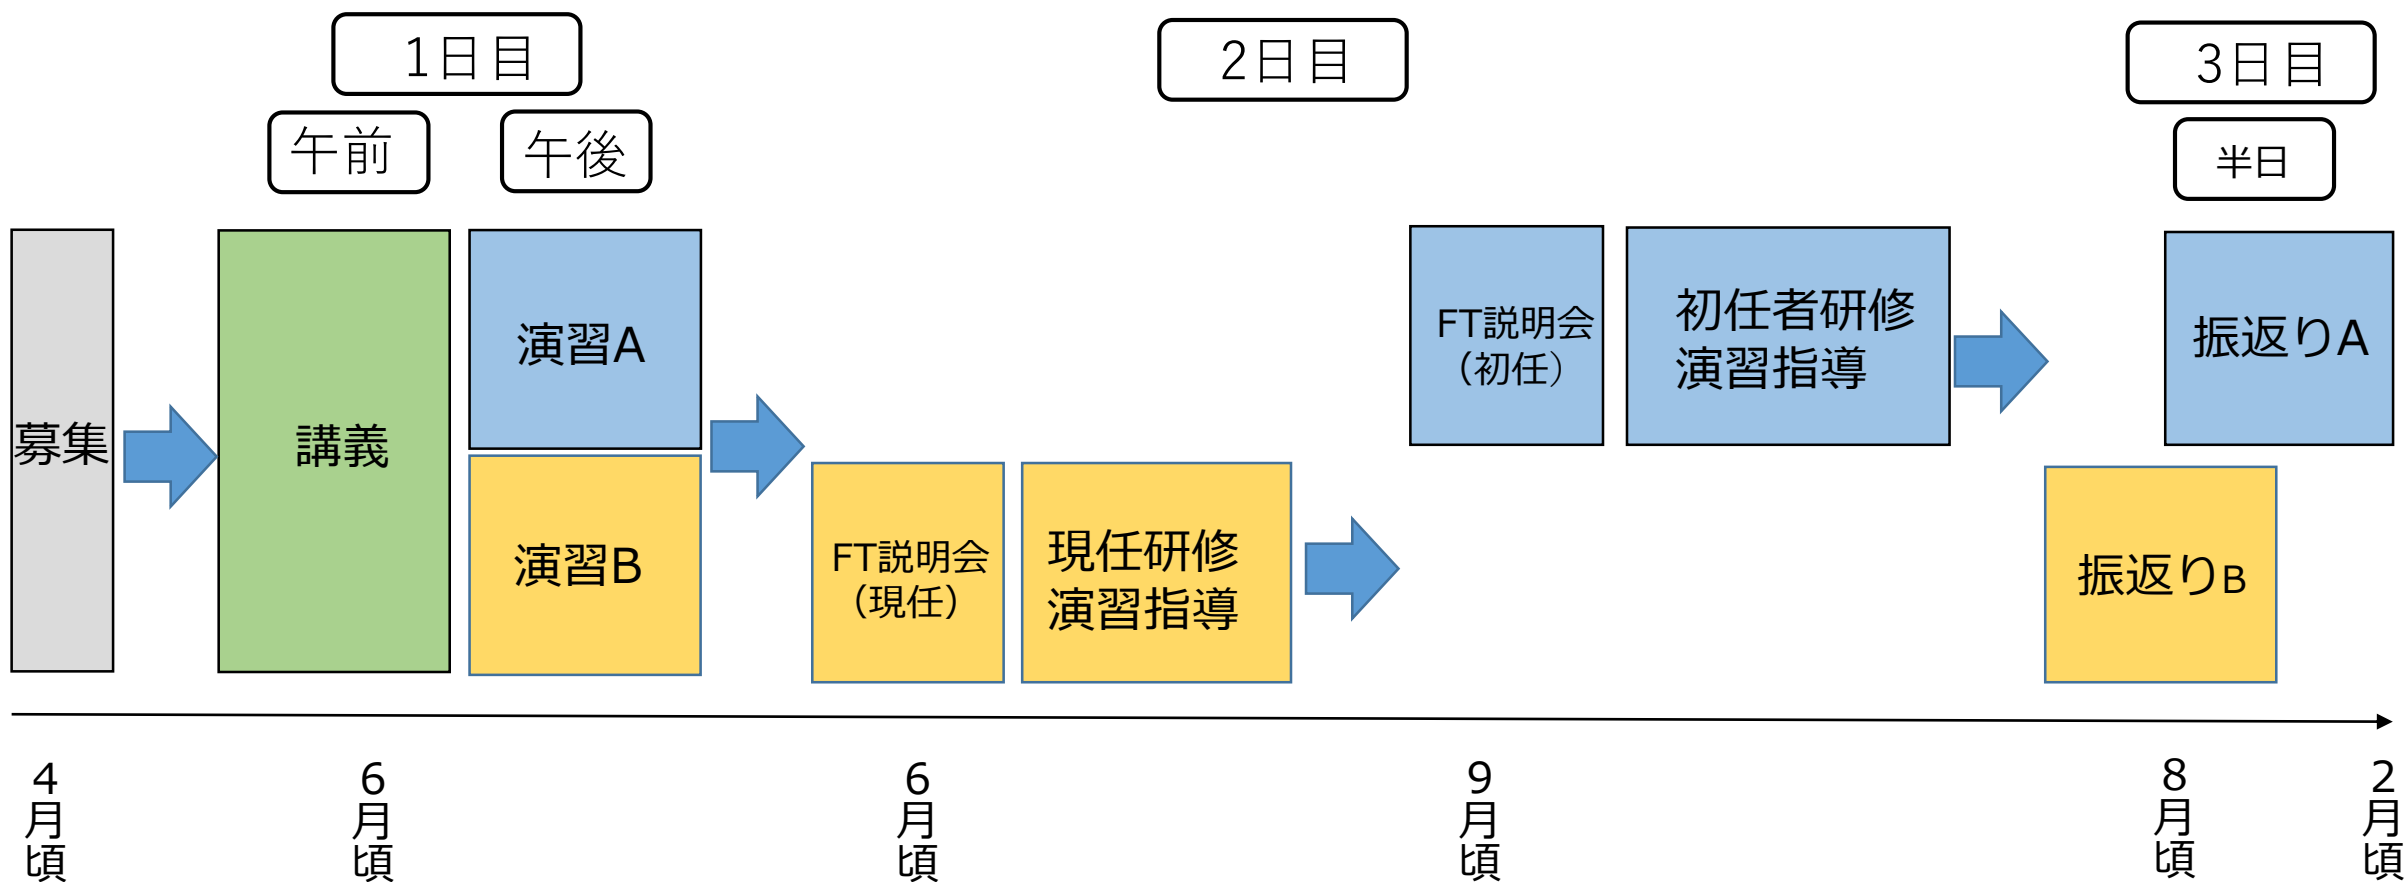 1日目
2日目
3日目
午前
午後
半日
募集
講義
演習A
演習B
FT説明会
（現任）
現任研修
演習指導
FT説明会
（初任）
初任者研修
演習指導
振返りA
振返りB
4月頃
6月頃
6月頃
9月頃
8月頃
2月頃